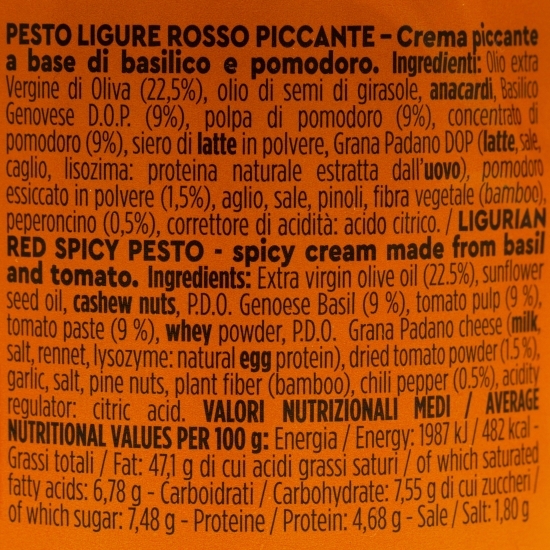 PESTO LIGURE ROSSO PICCANTE – Crema piccante
a base di basilico e pomodoro. Ingredienti: Olio extra
Vergine di Oliva (22,5%), olio di semi di girasole, anacardi, Basilico
Genovese D.O.P. (9%), polpa di pomodoro (9%), concentrato di
pomodoro (9%), siero di latte in polvere, Grana Padano DOP (latte, sale,
caglio, lisozima: proteina naturale estratta dall'uovo), pomodoro
essiccato in polvere (1,5%), aglio, sale, pinoli, fibra vegetale (bamboo),
peperoncino (0,5%), correttore di acidità: acido citrico. / LIGURIAN
RED SPICY PESTO - spicy cream made from basil
and tomato. Ingredients: Extra virgin olive oil (22.5%), sunflower
seed oil, cashew nuts, P.D.O. Genoese Basil (9 %), tomato pulp (9 %),
tomato paste (9 %), whey powder, P.D.O. Grana Padano cheese (milk,
salt, rennet, lysozyme: natural egg protein), dried tomato powder (1.5 %),
garlic, salt, pine nuts, plant fiber (bamboo), chili pepper (0.5%), acidity
regulator: citric acid. VALORI NUTRIZIONALI MEDI / AVERAGE
NUTRITIONAL VALUES PER 100 g: Energia / Energy: 1987 kJ / 482 kcal -
Grassi totali / Fat: 47,1 g di cui acidi grassi saturi / of which saturated
fatty acids: 6,78 g - Carboidrati / Carbohydrate: 7,55 g di cui zuccheri /
of which sugar: 7,48 g - Proteine / Protein: 4,68 g - Sale / Salt: 1,80 g